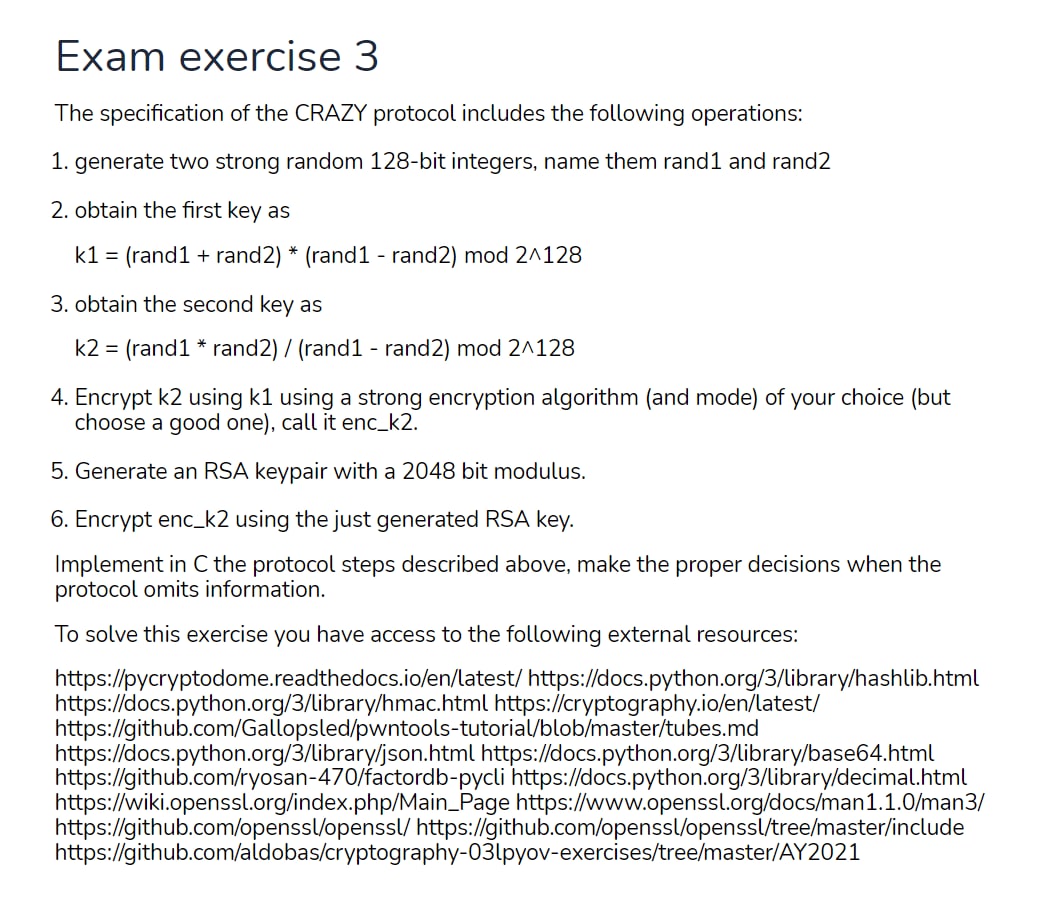 Exam exercise 3
The specification of the CRAZY protocol includes the following operations:
1. generate two strong random 128-bit integers, name them rand1 and rand2
2. obtain the first key as
k1 = (rand1 + rand2) * (rand1 - rand2) mod 2^128
3. obtain the second key as
k2 = (rand1 * rand2) / (rand1 - rand2) mod 2^128
4. Encrypt k2 using k1 using a strong encryption algorithm (and mode) of your choice (but
choose a good one), call it enc_k2.
5. Generate an RSA keypair with a 2048 bit modulus.
6. Encrypt enc_k2 using the just generated RSA key.
Implement in C the protocol steps described above, make the proper decisions when the
protocol omits information.
To solve this exercise you have access to the following external resources:
https://pycryptodome.readthedocs.io/en/latest/ https://docs.python.org/3/library/hashlib.html
https://docs.python.org/3/library/hmac.html https://cryptography.io/en/latest/
https://github.com/Gallopsled/pwntools-tutorial/blob/master/tubes.md
https://docs.python.org/3/library/json.html https://docs.python.org/3/library/base64.html
https://github.com/ryosan-470/factordb-pycli https://docs.python.org/3/library/decimal.html
https://wiki.openssl.org/index.php/Main_Page https://www.openssl.org/docs/man1.1.0/man3/
https://github.com/openssl/openssl/ https://github.com/openssl/openssl/tree/master/include
https://github.com/aldobas/cryptography-03lpyov-exercises/tree/master/AY2021